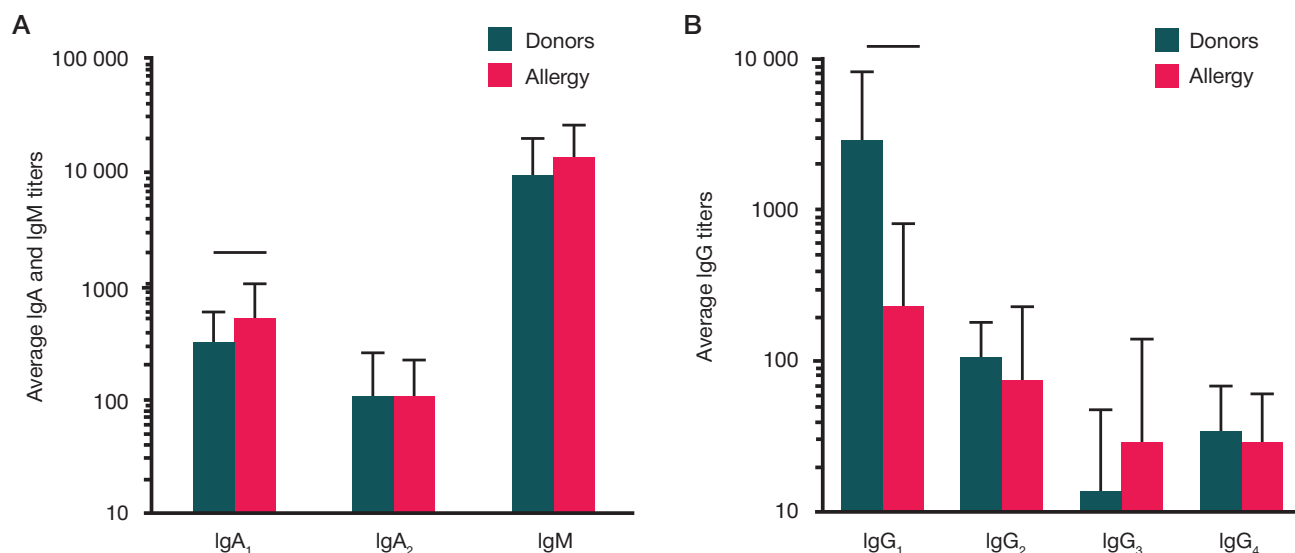 A
Donors
Allergy
Average IgA and IgM titers
100 000
10 000
1000
100
10
IgA₁
IgA₂
IgM
B
Donors
Allergy
Average IgG titers
10 000
1000
100
10
IgG₁
IgG₂
IgG₃
IgG₄